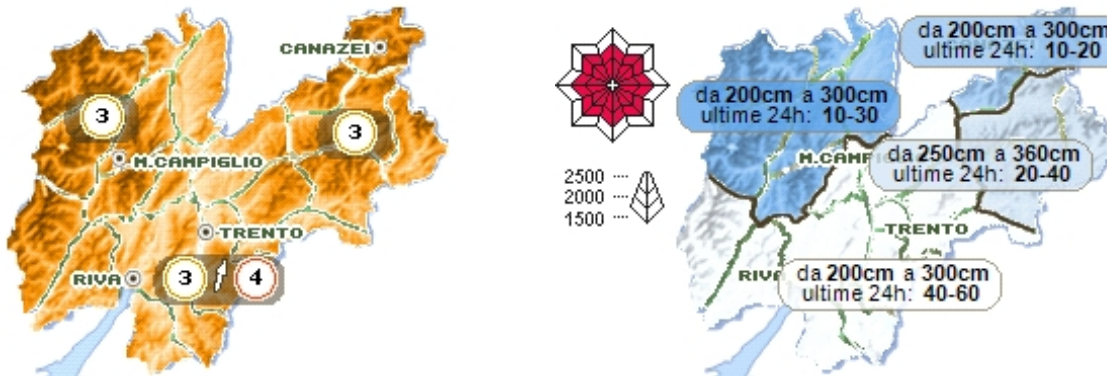 CANAZEI
3
3
M.CAMPIGLIO
TRENTO
RIVA
3
4
da 200cm a 300cm
ultime 24h: 10-20
da 200cm a 300cm
ultime 24h: 10-30
M.CAMPI
da 250cm a 360cm
ultime 24h: 20-40
2500
2000
1500
TRENTO
RIVA
da 200cm a 300cm
ultime 24h: 40-60